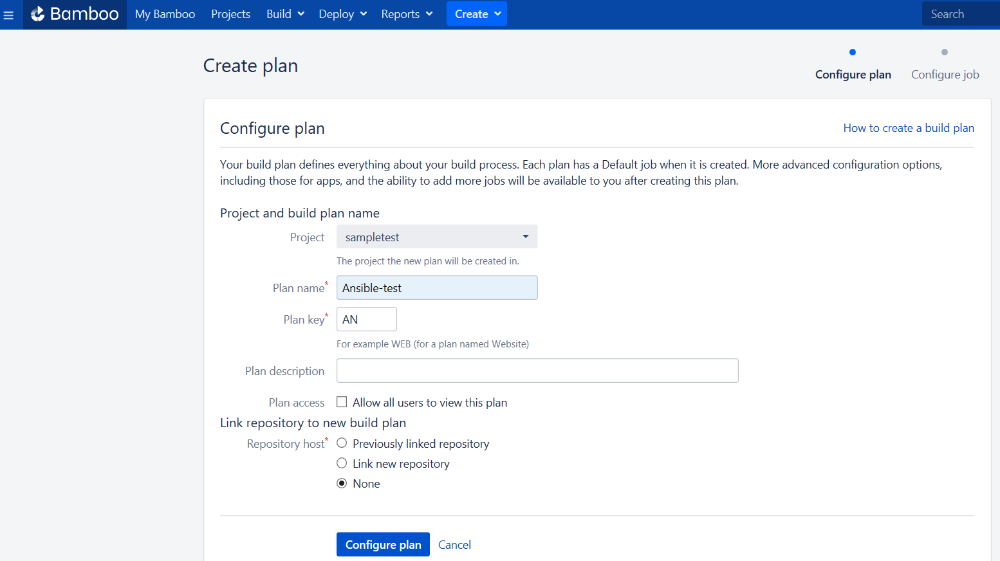 Bamboo My Bamboo Projects Build Deploy Reports Create Search
Create plan
Configure plan Configure job
Configure plan How to create a build plan
Your build plan defines everything about your build process. Each plan has a Default job when it is created. More advanced configuration options,
including those for apps, and the ability to add more jobs will be available to you after creating this plan.
Project and build plan name
Project sampletest
The project the new plan will be created in.
Plan name* Ansible-test
Plan key* AN
For example WEB (for a plan named Website)
Plan description
Plan access Allow all users to view this plan
Link repository to new build plan
Repository host* Previously linked repository
Link new repository
None
Configure plan Cancel